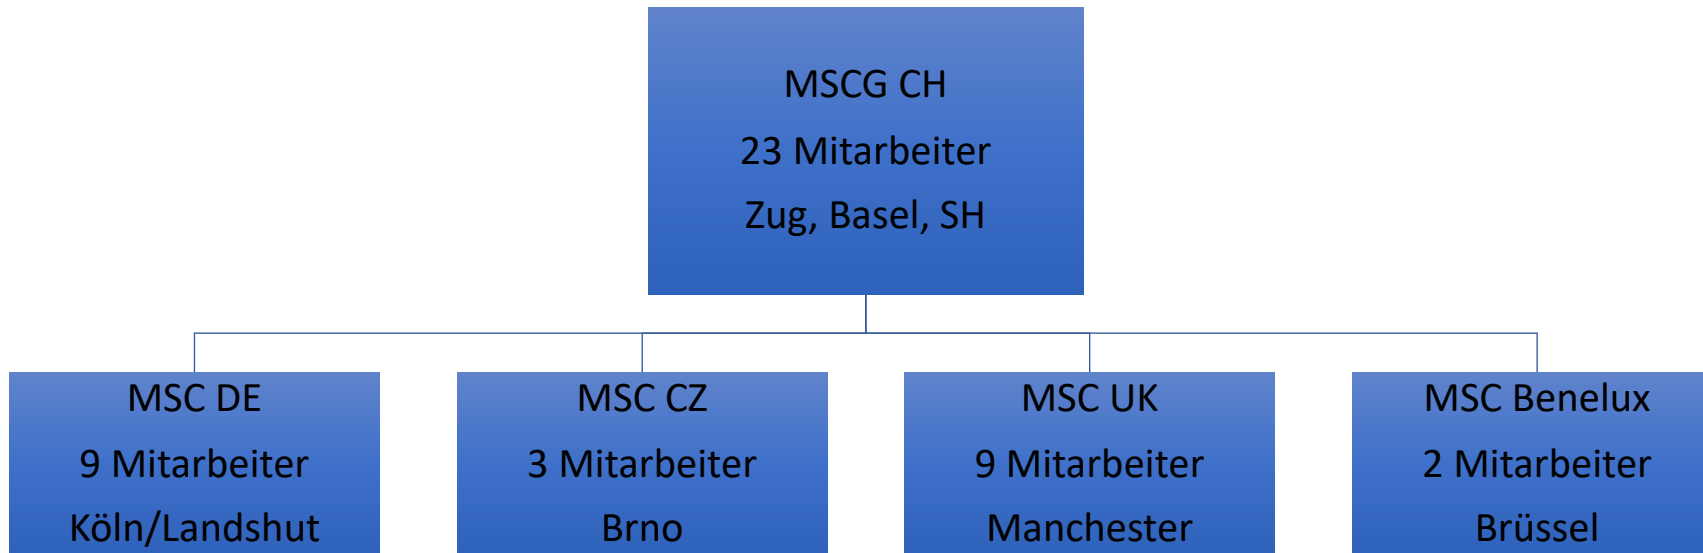 MSCG CH
23 Mitarbeiter
Zug, Basel, SH
MSC DE
9 Mitarbeiter
Köln/Landshut
MSC CZ
3 Mitarbeiter
Brno
MSC UK
9 Mitarbeiter
Manchester
MSC Benelux
2 Mitarbeiter
Brüssel